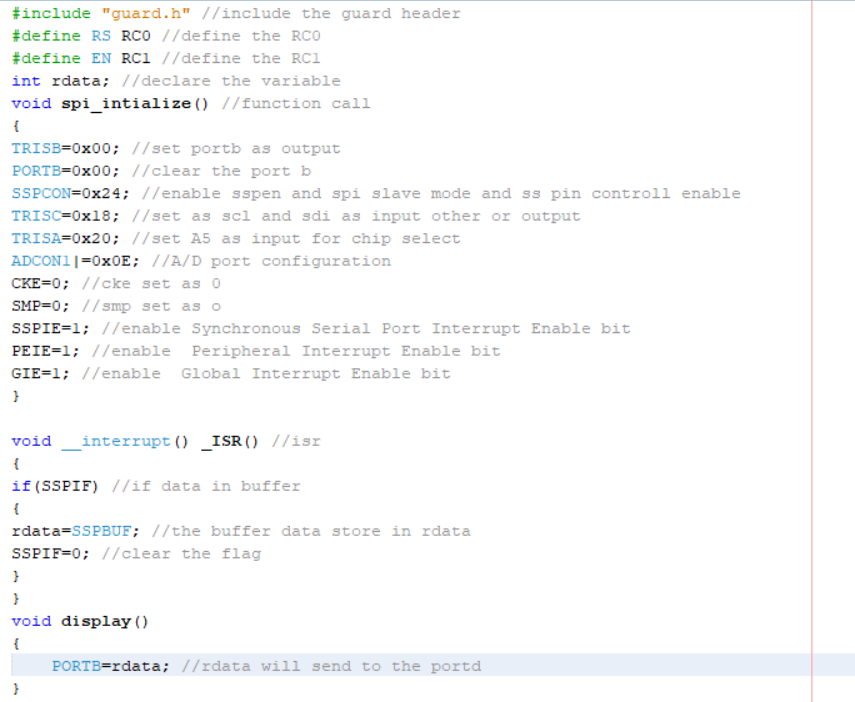 #include "guard.h" //include the guard header
#define RS RC0 //define the RC0
#define EN RC1 //define the RC1
int rdata; //declare the variable
void spi_intialize() //function call
{
TRISB=0x00; //set portb as output
PORTB=0x00; //clear the port b
SSPCON=0x24; //enable sspen and spi slave mode and ss pin controll enable
TRISC=0x18; //set as scl and sdi as input other or output
TRISA=0x20; //set A5 as input for chip select
ADCON1|=0x0E; //A/D port configuration
CKE=0; //cke set as 0
SMP=0; //smp set as o
SSPIE=1; //enable Synchronous Serial Port Interrupt Enable bit
PEIE=1; //enable  Peripheral Interrupt Enable bit
GIE=1; //enable  Global Interrupt Enable bit
}
void __interrupt() _ISR() //isr
{
if(SSPIF) //if data in buffer
{
rdata=SSPBUF; //the buffer data store in rdata
SSPIF=0; //clear the flag
}
}
void display()
{
PORTB=rdata; //rdata will send to the portd
}